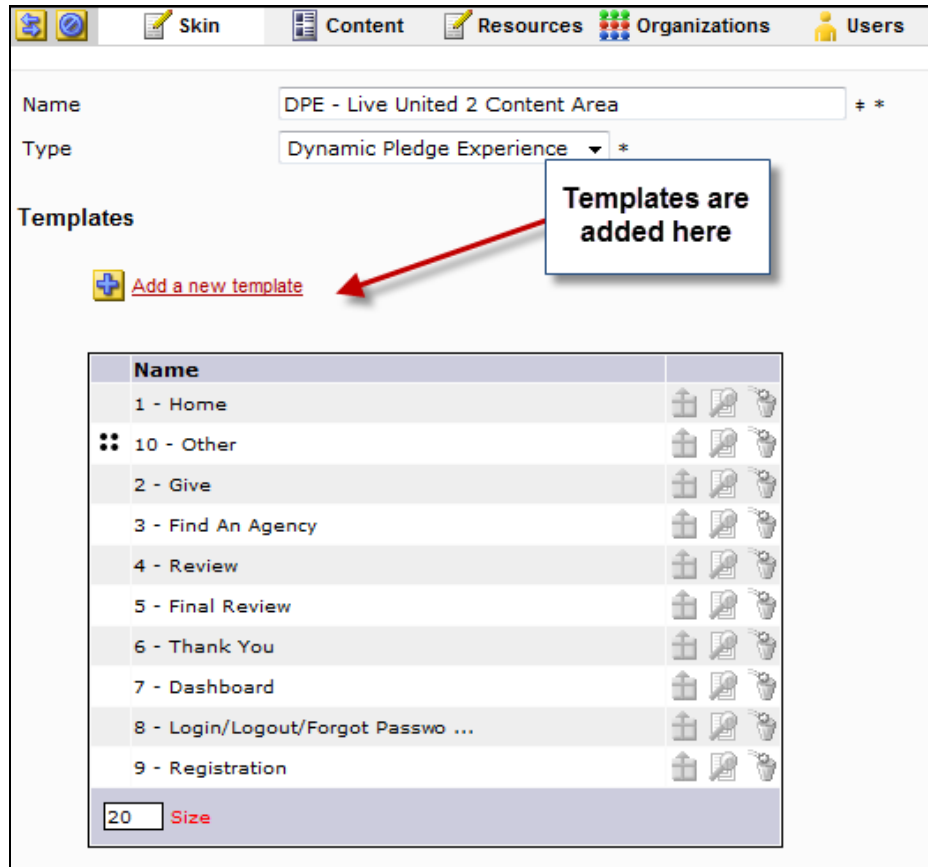 Skin Content Resources Organizations Users
Name DPE - Live United 2 Content Area ‡ *
Type Dynamic Pledge Experience *
Templates are
added here
Templates
Add a new template
Name
1 - Home
10 - Other
2 - Give
3 - Find An Agency
4 - Review
5 - Final Review
6 - Thank You
7 - Dashboard
8 - Login/Logout/Forgot Passwo ...
9 - Registration
20 Size